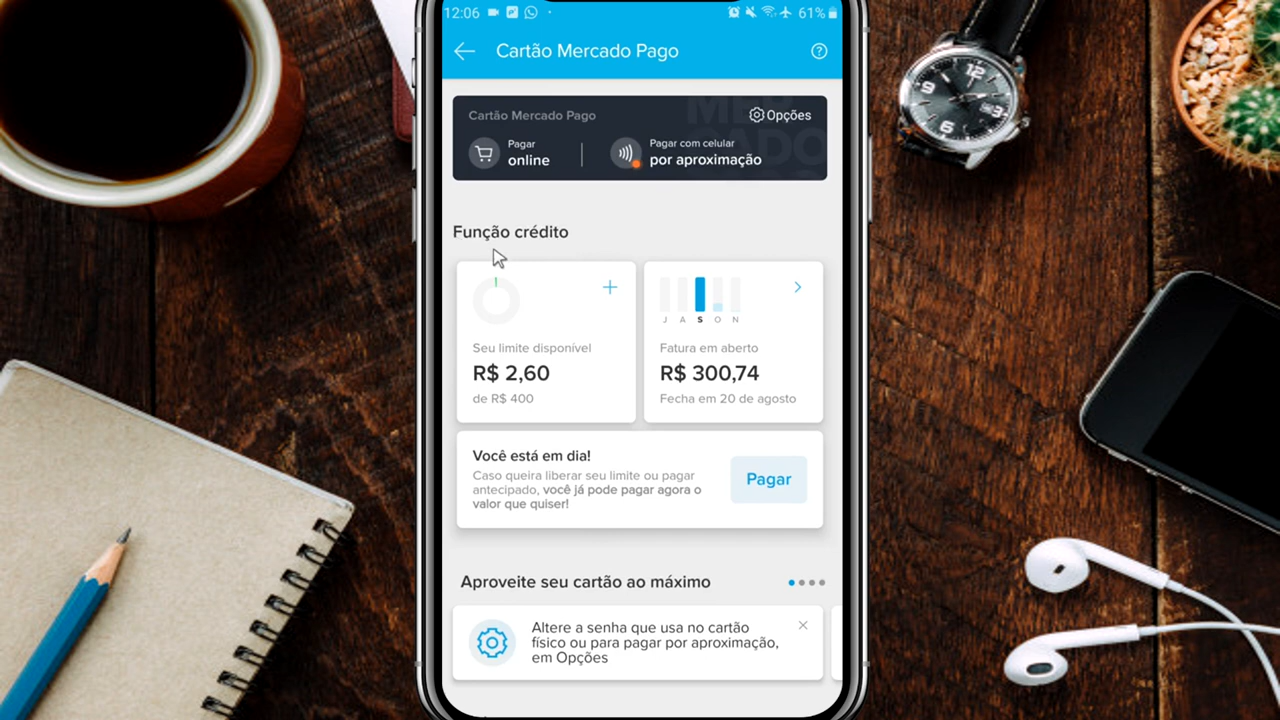 12:06
61%
Cartão Mercado Pago
Cartão Mercado Pago
Opções
Pagar
online
Pagar com celular
por aproximação
Função crédito
Seu limite disponível
R$ 2,60
de R$ 400
J A S O N
Fatura em aberto
R$ 300,74
Fecha em 20 de agosto
Você está em dia!
Caso queira liberar seu limite ou pagar
antecipado, você já pode pagar agora o
valor que quiser!
Pagar
Aproveite seu cartão ao máximo
Altere a senha que usa no cartão
físico ou para pagar por aproximação,
em Opções
12
9
3
6